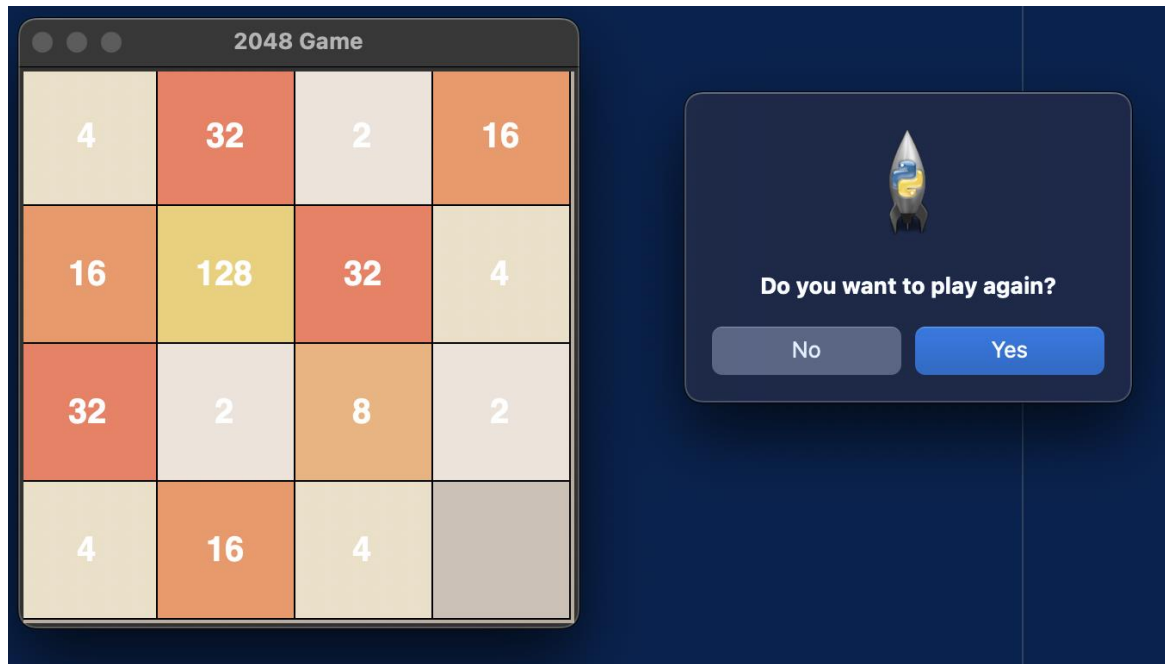 2048 Game
4 32 2 16
16 128 32 4
32 2 8 2
4 16 4
Do you want to play again?
No Yes